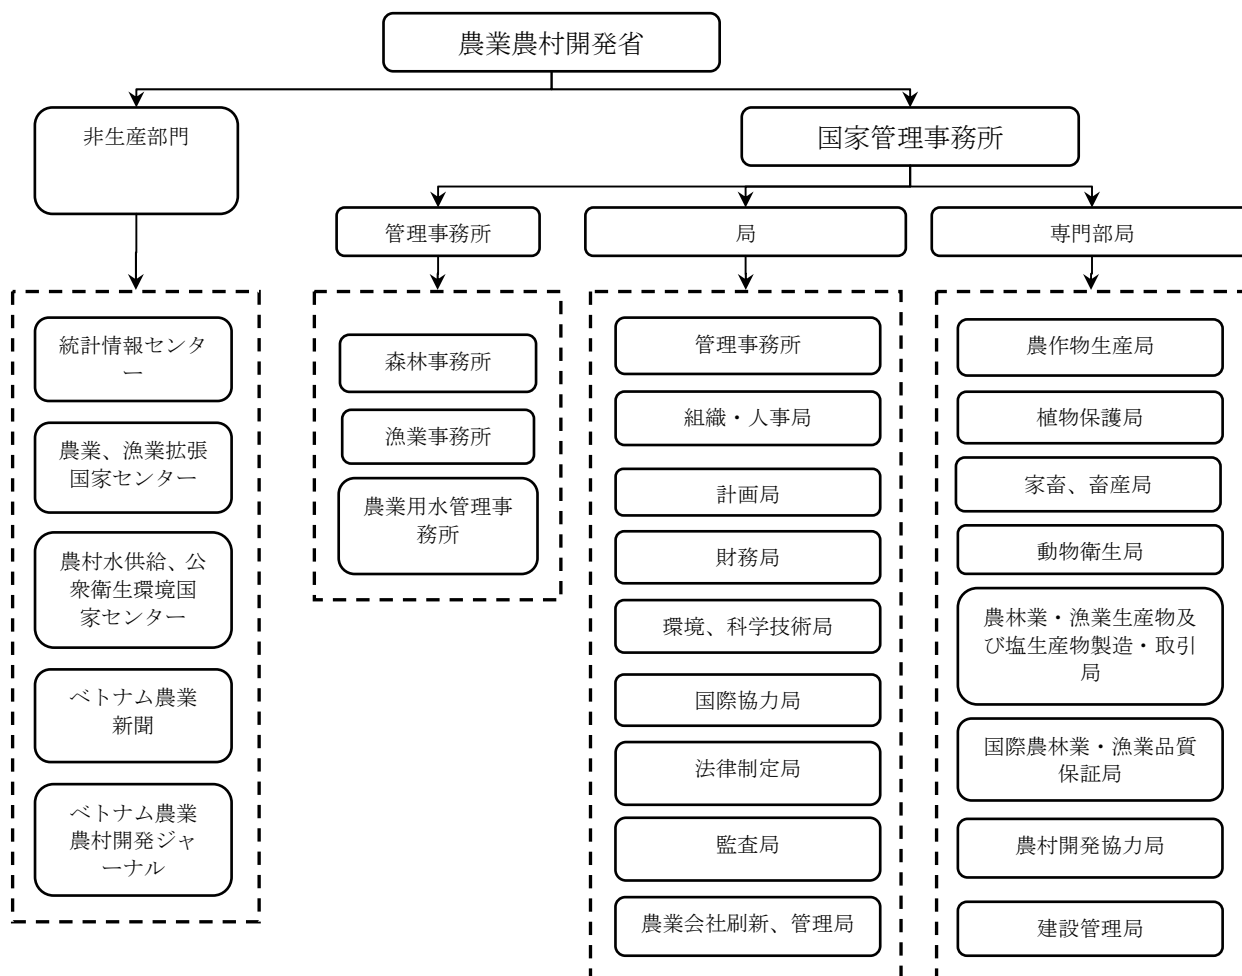 農業農村開発省
非生産部門
国家管理事務所
管理事務所
局
専門部局
統計情報センタ
ー
農業、漁業拡張
国家センター
農村水供給、公
衆衛生環境国
家センター
ベトナム農業
新聞
ベトナム農業
農村開発ジャ
ーナル
森林事務所
漁業事務所
農業用水管理事
務所
管理事務所
組織・人事局
計画局
財務局
環境、科学技術局
国際協力局
法律制定局
監査局
農業会社刷新、管理局
農作物生産局
植物保護局
家畜、畜産局
動物衛生局
農林業・漁業生産物及
び塩生産物製造・取引
局
国際農林業・漁業品質
保証局
農村開発協力局
建設管理局